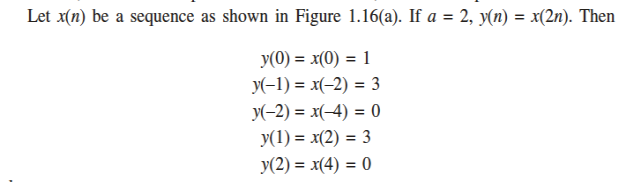 Let x(n) be a sequence as shown in Figure 1.16(a). If a = 2, y(n) = x(2n). Then
y(0) = x(0) = 1
y(–1) = x(–2) = 3
y(–2) = x(–4) = 0
y(1) = x(2) = 3
y(2) = x(4) = 0